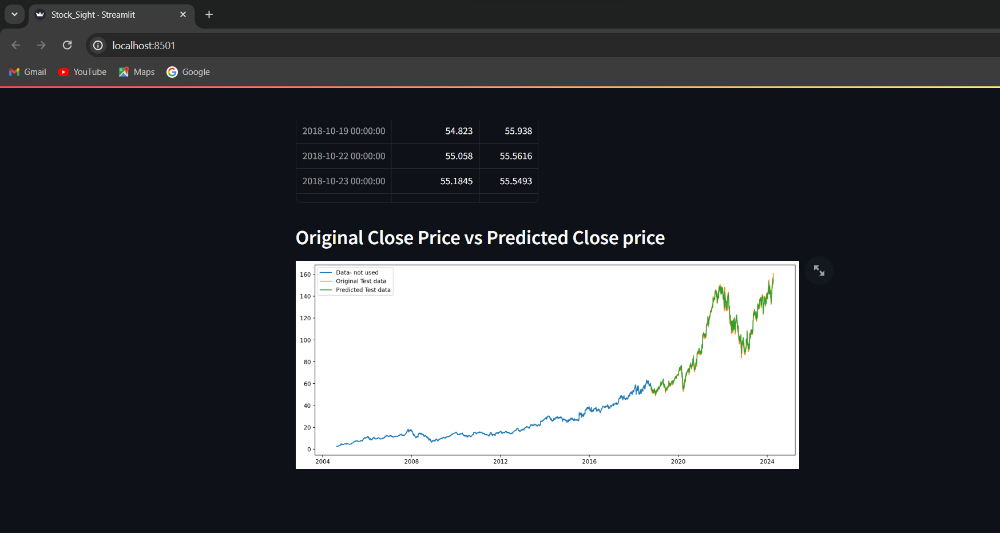 Stock_Sight · Streamlit
localhost:8501
Gmail YouTube Maps Google
2018-10-19 00:00:00 54.823 55.938
2018-10-22 00:00:00 55.058 55.5616
2018-10-23 00:00:00 55.1845 55.5493
Original Close Price vs Predicted Close price
Data- not used
Original Test data
Predicted Test data
160
140
120
100
80
60
40
20
0
2004 2008 2012 2016 2020 2024